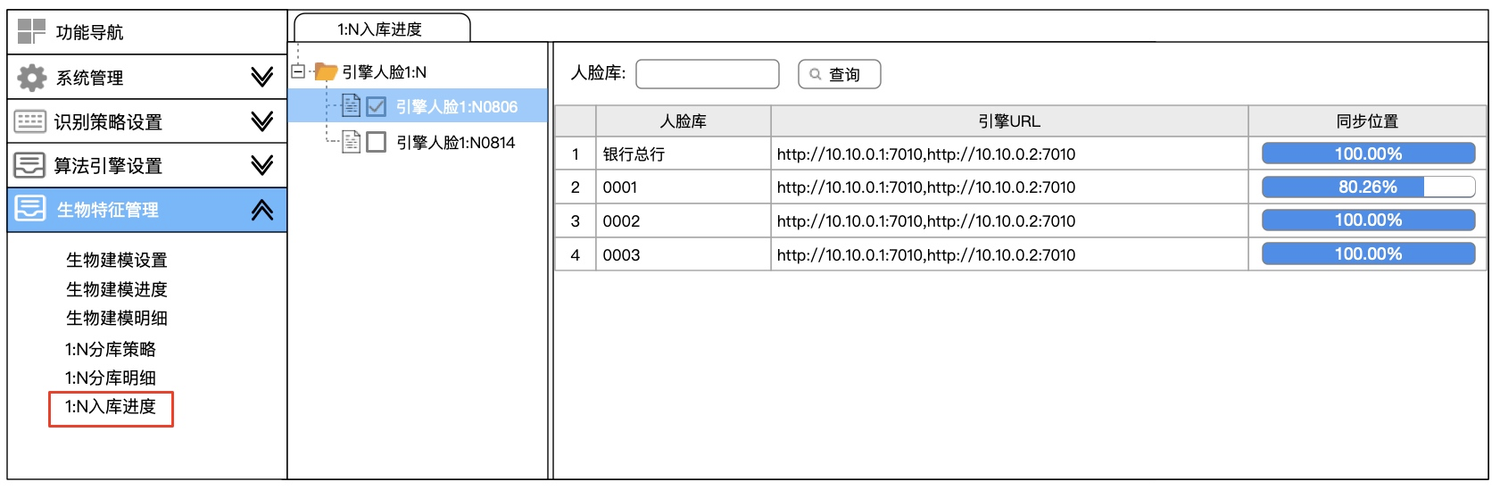 功能导航
系统管理
识别策略设置
算法引擎设置
生物特征管理
生物建模设置
生物建模进度
生物建模明细
1:N分库策略
1:N分库明细
1:N入库进度
1:N入库进度
引擎人脸1:N
引擎人脸1:N0806
引擎人脸1:N0814
人脸库: 查询
人脸库 引擎URL 同步位置
1 银行总行 http://10.10.0.1:7010,http://10.10.0.2:7010 100.00%
2 0001 http://10.10.0.1:7010,http://10.10.0.2:7010 80.26%
3 0002 http://10.10.0.1:7010,http://10.10.0.2:7010 100.00%
4 0003 http://10.10.0.1:7010,http://10.10.0.2:7010 100.00%